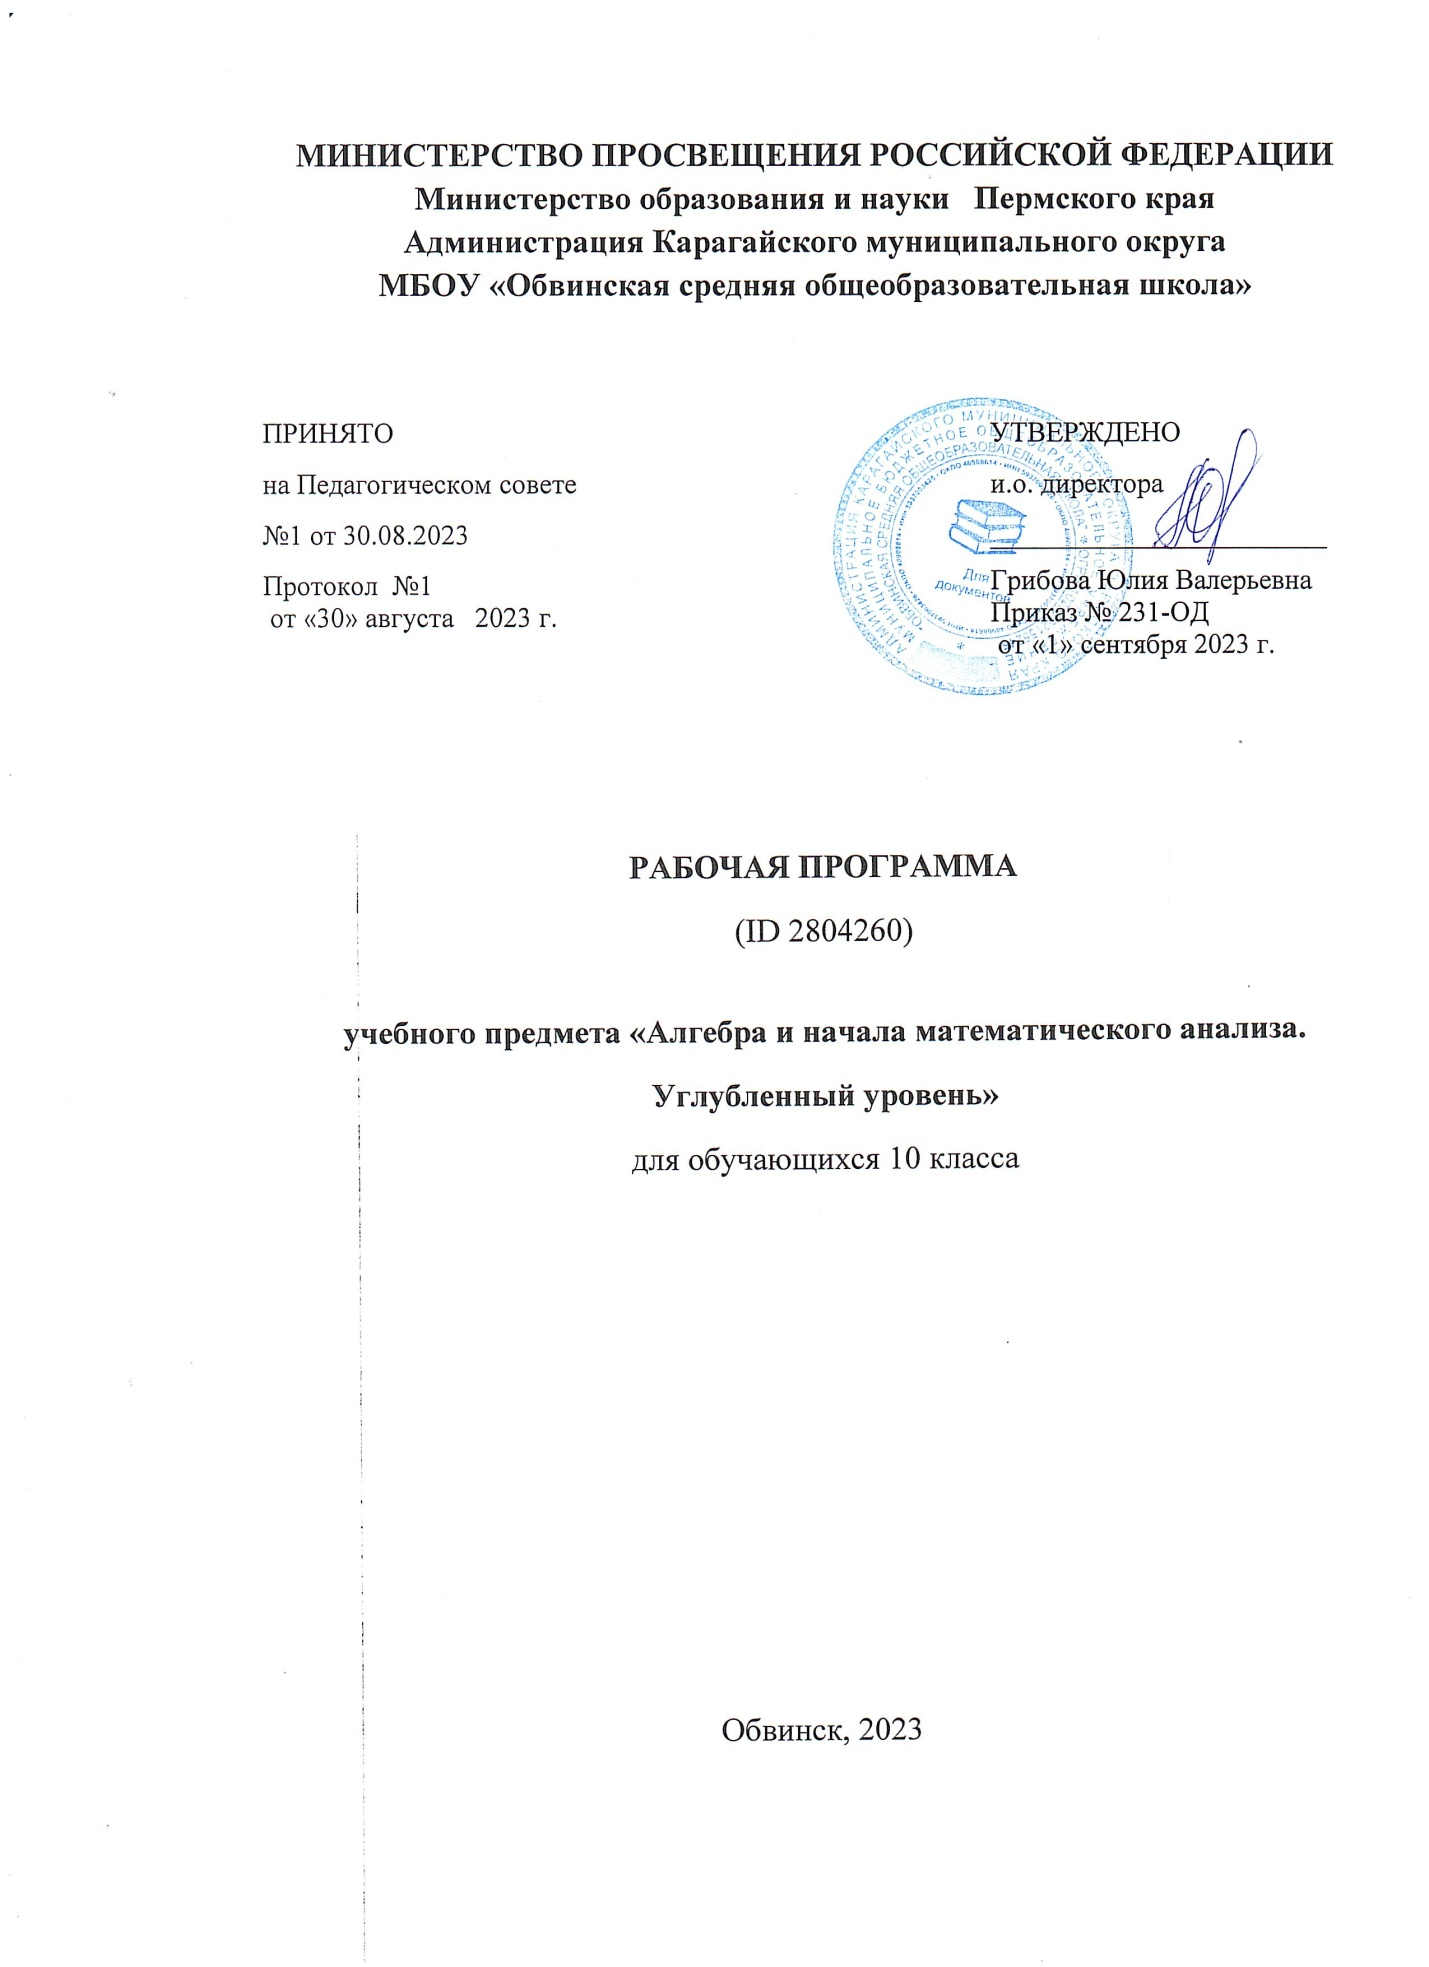 МИНИСТЕРСТВО ПРОСВЕЩЕНИЯ РОССИЙСКОЙ ФЕДЕРАЦИИ
Министерство образования и науки Пермского края
Администрация Карагайского муниципального округа
МБОУ «Обвинская средняя общеобразовательная школа»
ПРИНЯТО
на Педагогическом совете
№1 от 30.08.2023
Протокол №1
от «30» августа 2023 г.
УТВЕРЖДЕНО
и.о. директора
Грибова Юлия Валерьевна
Приказ № 231-ОД
от «1» сентября 2023 г.
Для
документов
РАБОЧАЯ ПРОГРАММА
(ID 2804260)
учебного предмета «Алгебра и начала математического анализа.
Углубленный уровень»
для обучающихся 10 класса
Обвинск, 2023